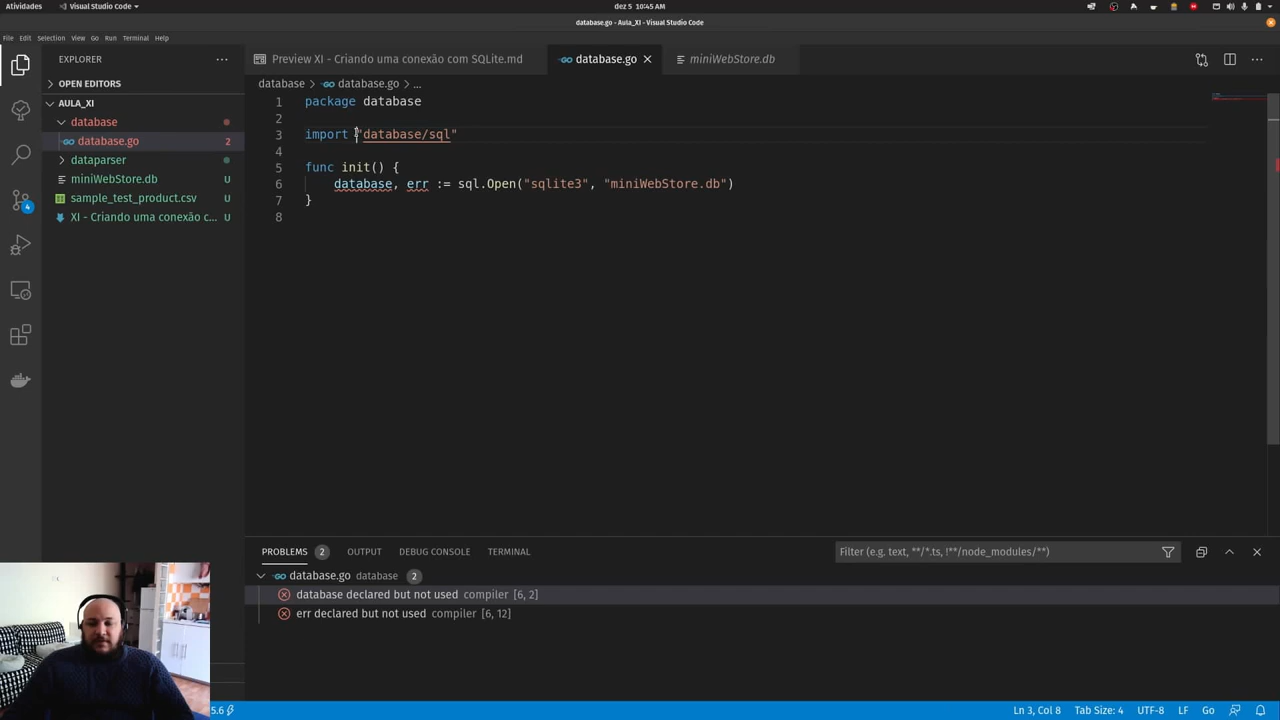 Atividades
Visual Studio Code
dez 5 10:45 AM
database.go - Aula_XI - Visual Studio Code
File Edit Selection View Go Run Terminal Help
EXPLORER
OPEN EDITORS
AULA_XI
database
database.go 2
dataparser
miniWebStore.db U
sample_test_product.csv U
XI - Criando uma conexão c... U
4
Preview XI - Criando uma conexão com SQLite.md
database.go
miniWebStore.db
database > database.go > ...
1 package database
2
3 import "database/sql"
4
5 func init() {
6 database, err := sql.Open("sqlite3", "miniWebStore.db")
7 }
8
PROBLEMS 2 OUTPUT DEBUG CONSOLE TERMINAL
Filter (e.g. text, **/*.ts, !**/node_modules/**)
database.go database 2
database declared but not used compiler [6, 2]
err declared but not used compiler [6, 12]
5.6
Ln 3, Col 8 Tab Size: 4 UTF-8 LF Go